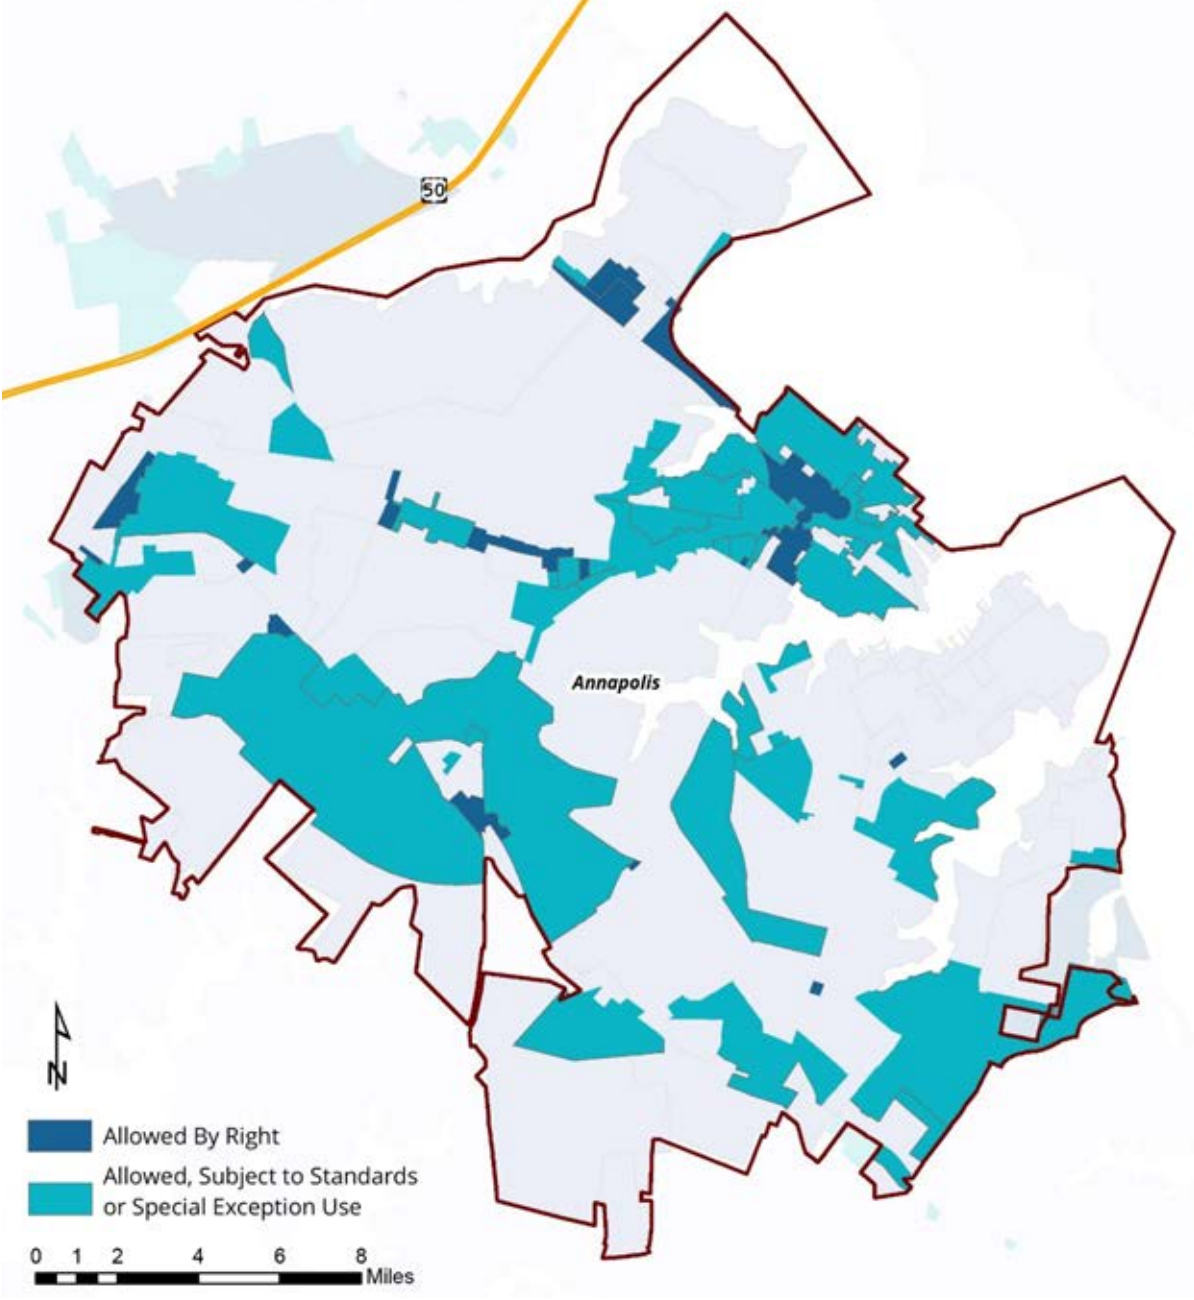 50
Annapolis
N
Allowed By Right
Allowed, Subject to Standards
or Special Exception Use
0 1 2 4 6 8
Miles